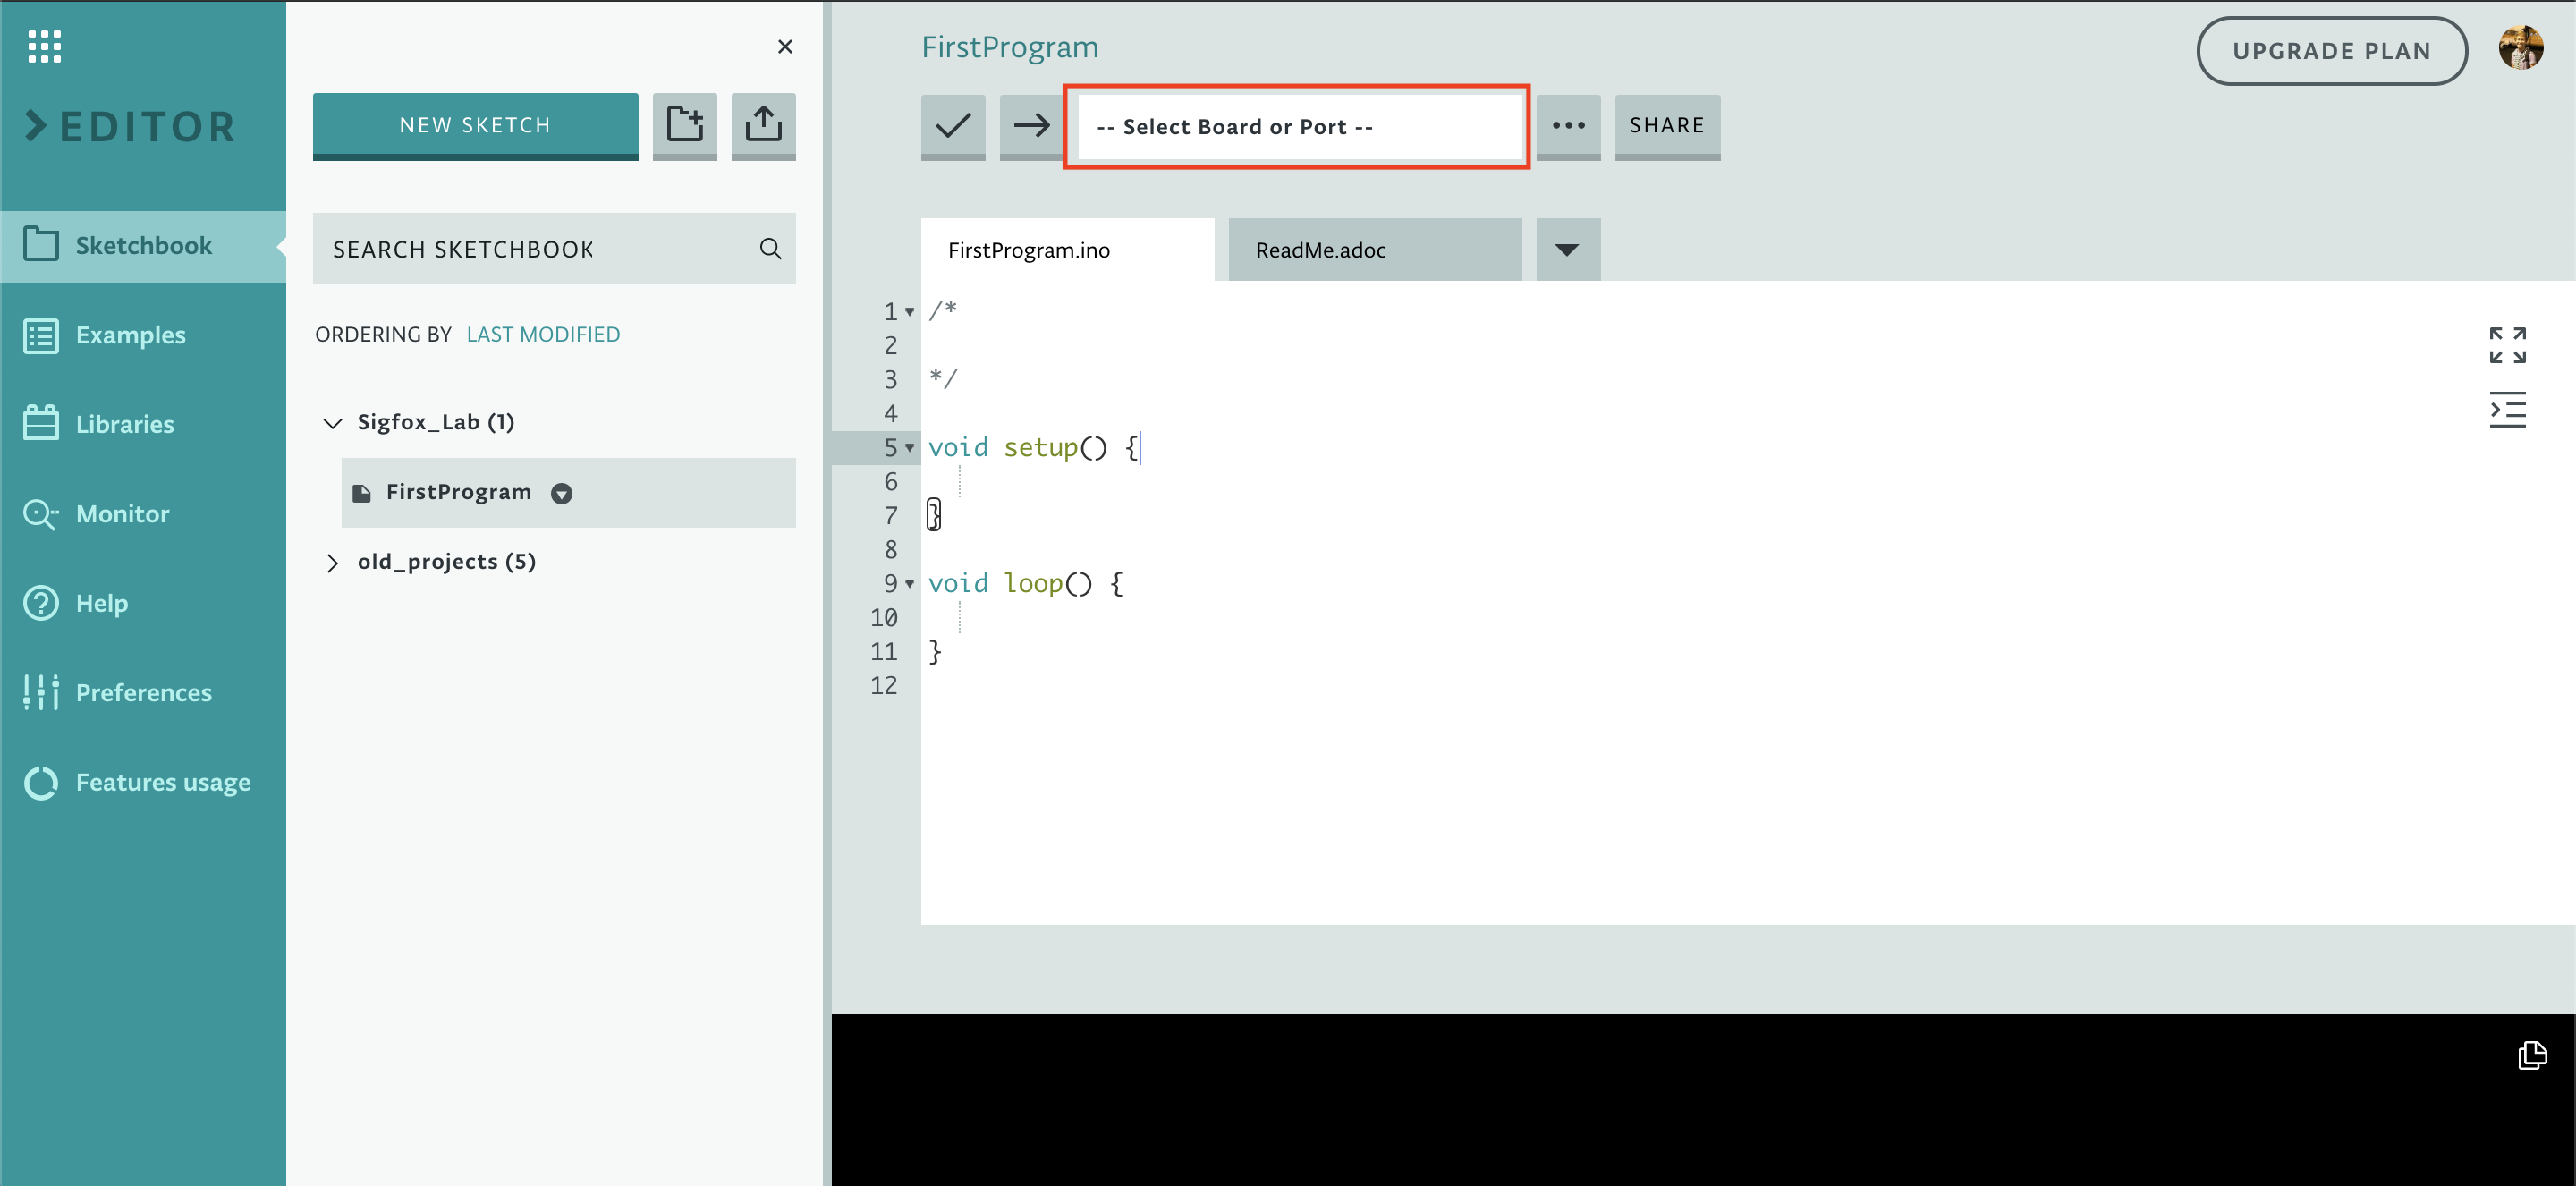 EDITOR
Sketchbook
Examples
Libraries
Monitor
Help
Preferences
Features usage
NEW SKETCH
SEARCH SKETCHBOOK
ORDERING BY LAST MODIFIED
Sigfox_Lab (1)
FirstProgram
old_projects (5)
FirstProgram
UPGRADE PLAN
-- Select Board or Port --
SHARE
FirstProgram.ino
ReadMe.adoc
1 /*
2
3 */
4
5 void setup() {
6
7 }
8
9 void loop() {
10
11 }
12